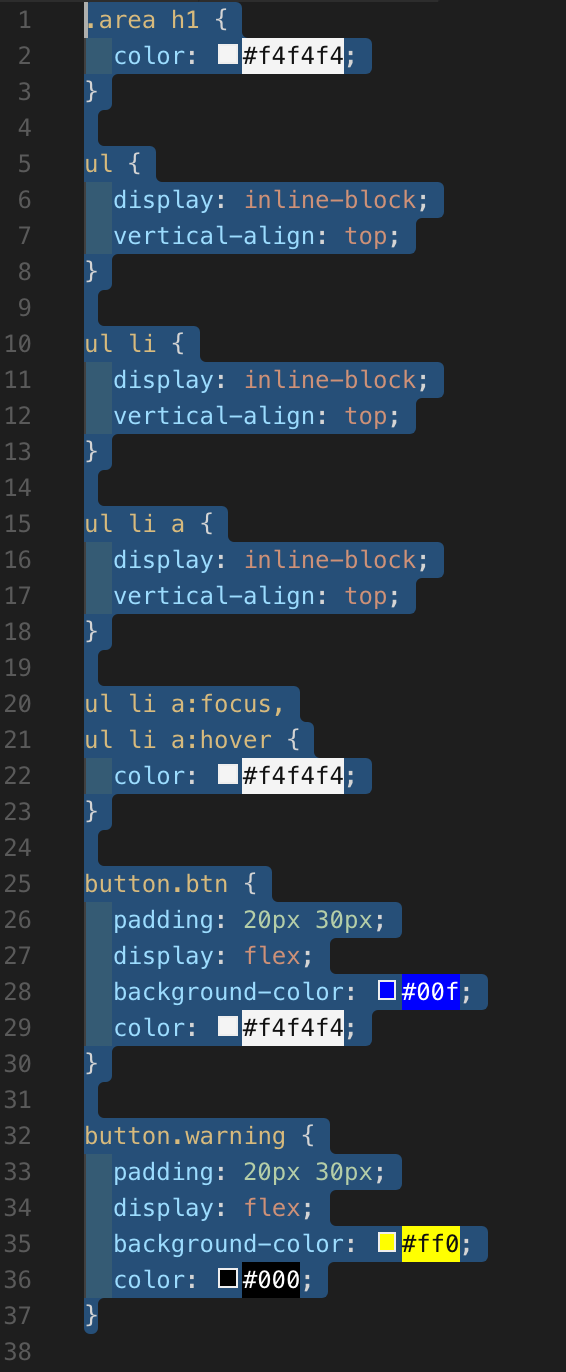 1 .area h1 {
2   color: #f4f4f4;
3 }
4
5 ul {
6   display: inline-block;
7   vertical-align: top;
8 }
9
10 ul li {
11   display: inline-block;
12   vertical-align: top;
13 }
14
15 ul li a {
16   display: inline-block;
17   vertical-align: top;
18 }
19
20 ul li a:focus,
21 ul li a:hover {
22   color: #f4f4f4;
23 }
24
25 button.btn {
26   padding: 20px 30px;
27   display: flex;
28   background-color: #00f;
29   color: #f4f4f4;
30 }
31
32 button.warning {
33   padding: 20px 30px;
34   display: flex;
35   background-color: #ff0;
36   color: #000;
37 }
38